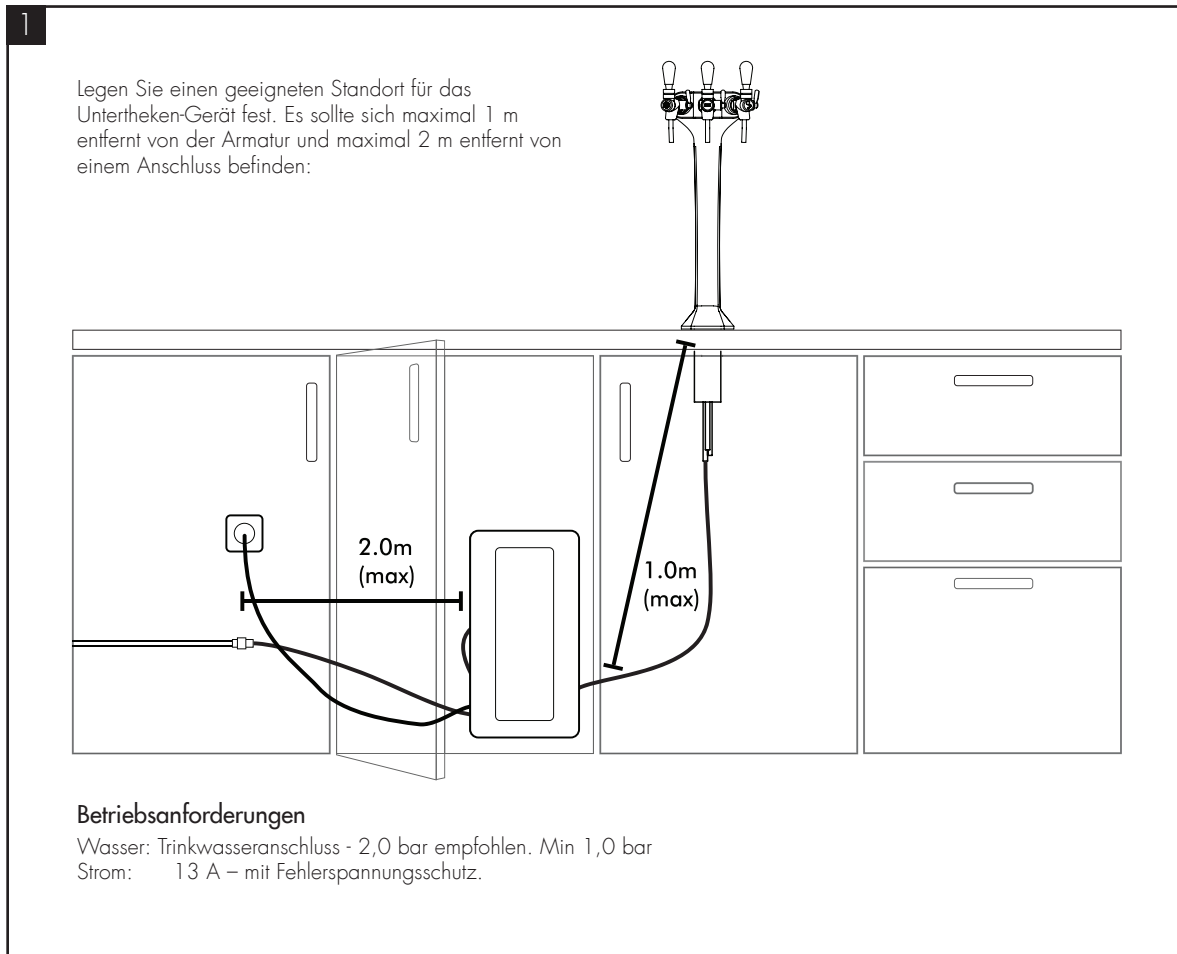 1
Legen Sie einen geeigneten Standort für das
Untertheken-Gerät fest. Es sollte sich maximal 1 m
entfernt von der Armatur und maximal 2 m entfernt von
einem Anschluss befinden:
2.0m
(max)
1.0m
(max)
Betriebsanforderungen
Wasser: Trinkwasseranschluss - 2,0 bar empfohlen. Min 1,0 bar
Strom: 13 A – mit Fehlerspannungsschutz.